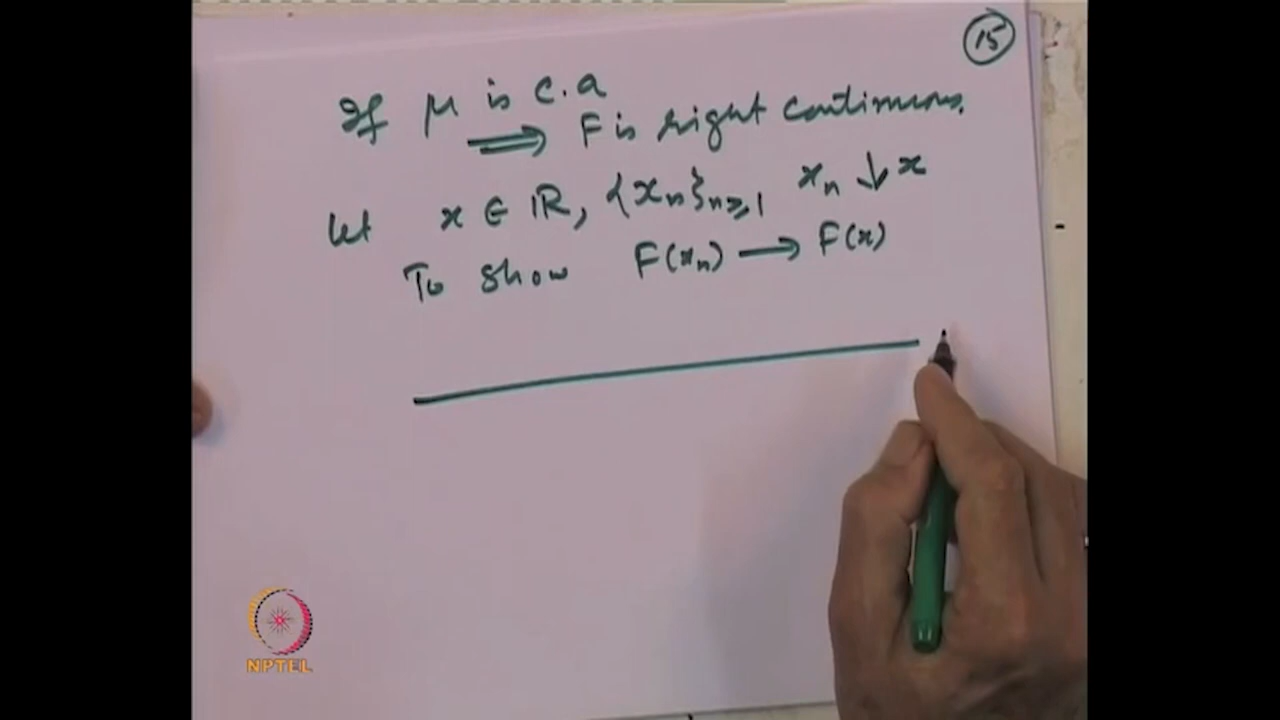 15
If μ is c.a
⟹ F is right continuous.
Let x ∈ ℝ, {xₙ}ₙ≥₁ xₙ ↓ x
To show F(xₙ) ⟶ F(x)
NPTEL